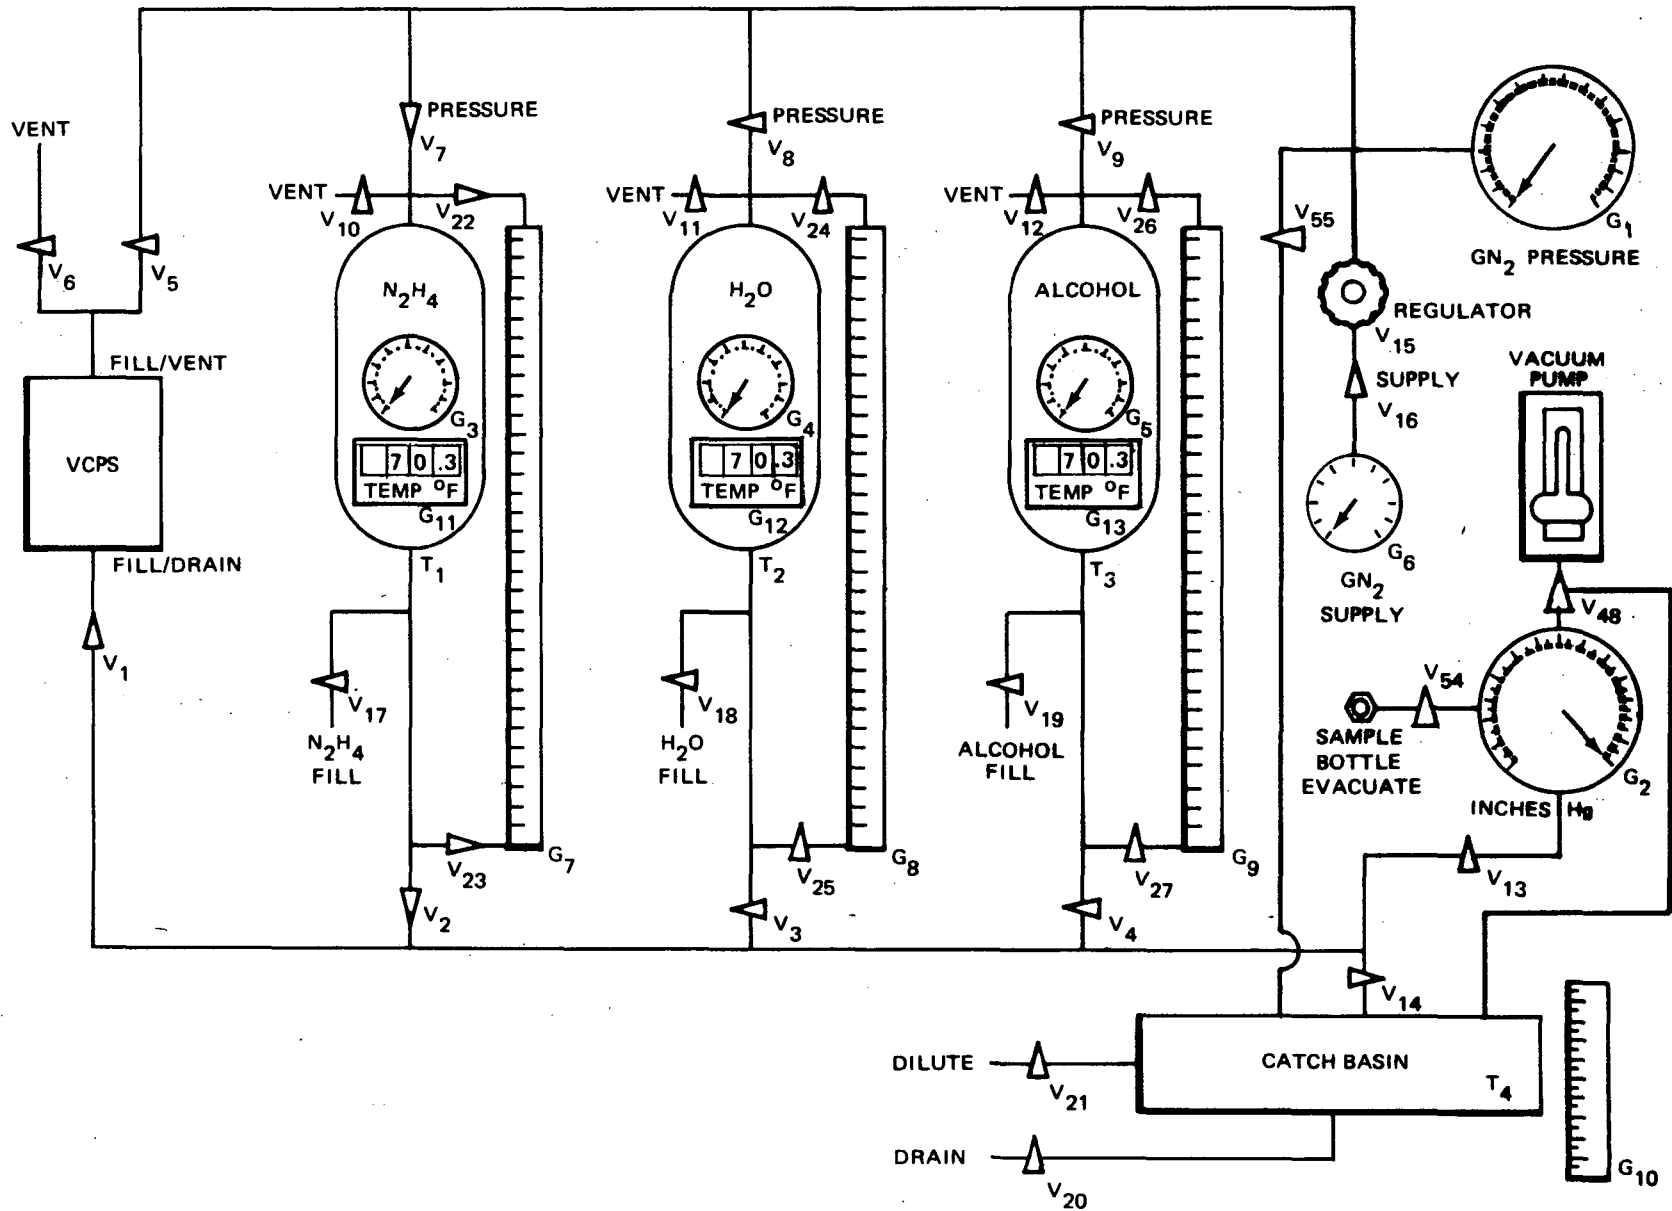 VENT
V6
V5
PRESSURE
V7
VENT
V10
V22
N2H4
G3
70.3
TEMP °F
G11
T1
V17
N2H4
FILL
V23
G7
V2
PRESSURE
V8
VENT
V11
V24
H2O
G4
70.3
TEMP °F
G12
T2
V18
H2O
FILL
V25
G8
V3
PRESSURE
V9
VENT
V12
V26
ALCOHOL
G5
70.3
TEMP °F
G13
T3
V19
ALCOHOL
FILL
V27
G9
V4
FILL/VENT
VCPS
FILL/DRAIN
V1
V55
G1
GN2 PRESSURE
REGULATOR
V15
SUPPLY
V16
G6
GN2
SUPPLY
VACUUM
PUMP
V48
V54
SAMPLE
BOTTLE
EVACUATE
G2
INCHES Hg
V13
V14
DILUTE
V21
CATCH BASIN
T4
DRAIN
V20
G10